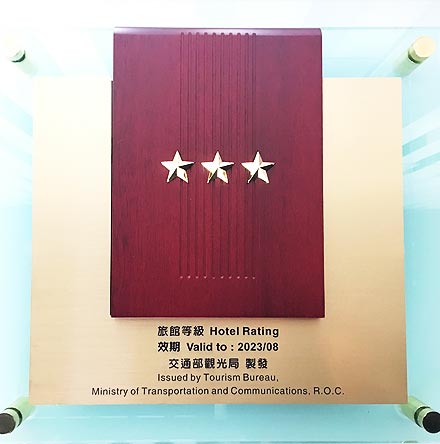 旅館等級 Hotel Rating
效期 Valid to : 2023/08
交通部觀光局 製發
Issued by Tourism Bureau,
Ministry of Transportation and Communications, R.O.C.